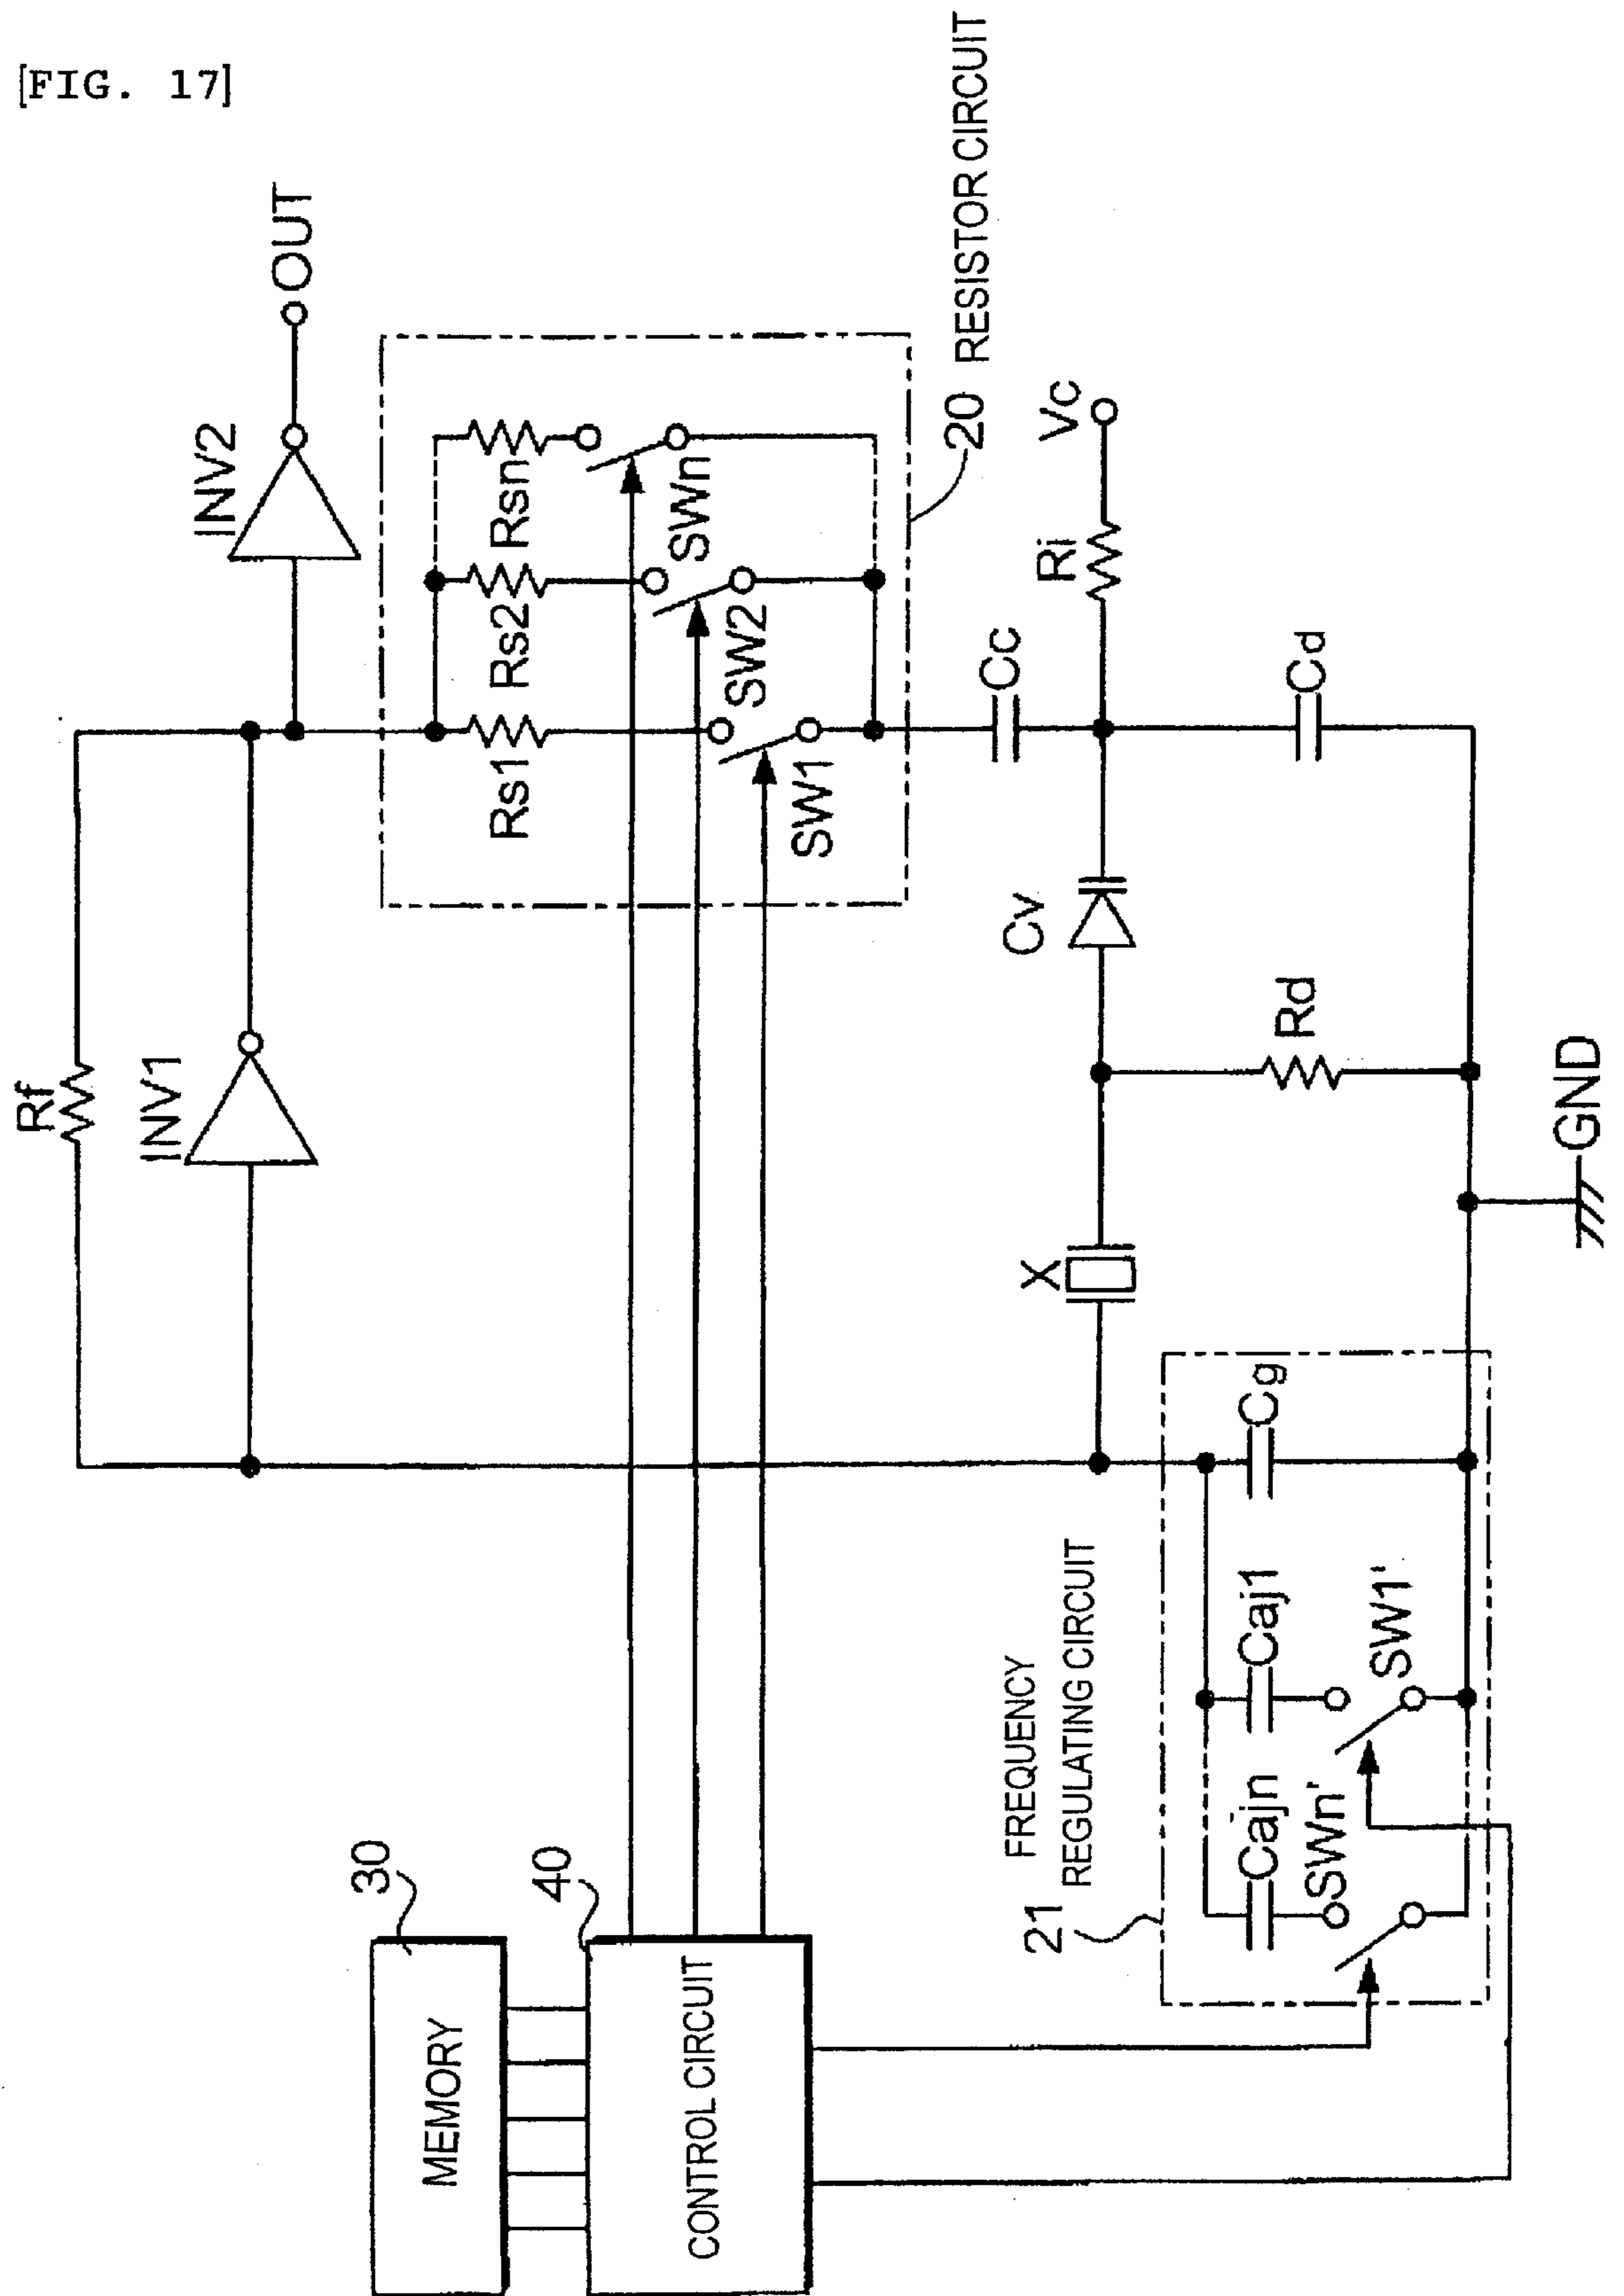 [FIG. 17]
Rf
INV1
INV2
OUT
Rs1
Rs2
Rsn
SW1
SW2
SWn
20 RESISTOR CIRCUIT
30
MEMORY
40
CONTROL CIRCUIT
X
Cv
Cc
Ri
Vc
Rd
Cd
21
FREQUENCY
REGULATING CIRCUIT
Cajn
Caj1
Cg
SWn'
SW1'
GND